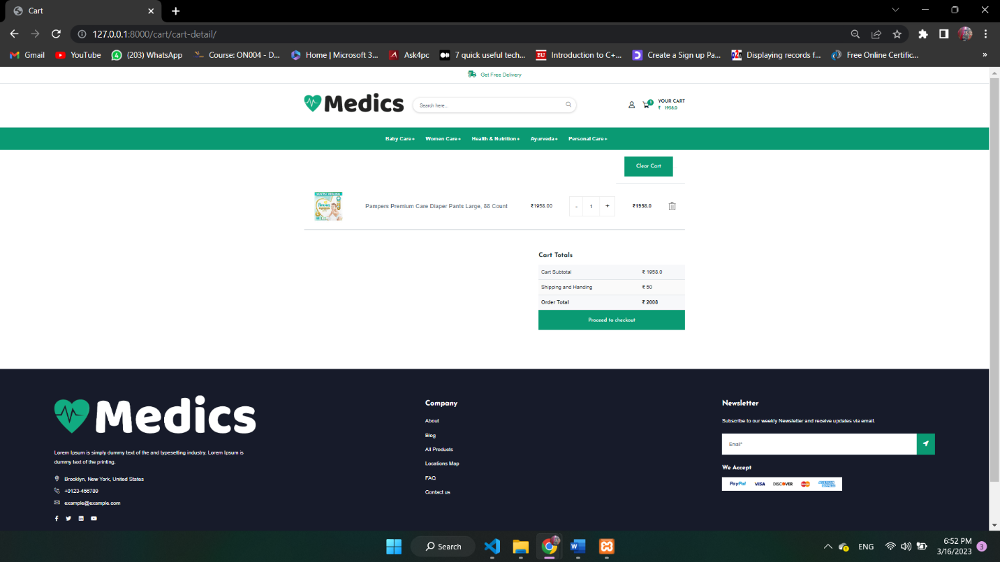 Cart
127.0.0.1:8000/cart/cart-detail/
Gmail YouTube (203) WhatsApp Course: ON004 - D... Home | Microsoft 3... Ask4pc 7 quick useful tech... Introduction to C+... Create a Sign up Pa... Displaying records f... Free Online Certific... »
Get Free Delivery
Medics
Search here...
1
YOUR CART
₹ 1958.0
Baby Care+ Women Care+ Health & Nutrition+ Ayurveda+ Personal Care+
Clear Cart
Pampers Premium Care Diaper Pants Large, 88 Count ₹1958.00 - 1 + ₹1958.0
Cart Totals
Cart Subtotal ₹ 1958.0
Shipping and Handing ₹ 50
Order Total ₹ 2008
Proceed to checkout
Medics
Lorem Ipsum is simply dummy text of the and typesetting industry. Lorem Ipsum is
dummy text of the printing.
Brooklyn, New York, United States
+0123-456789
example@example.com
Company
About
Blog
All Products
Locations Map
FAQ
Contact us
Newsletter
Subscribe to our weekly Newsletter and receive updates via email.
Email*
We Accept
PayPal VISA DISCOVER
Search
ENG
6:52 PM
3/16/2023
3